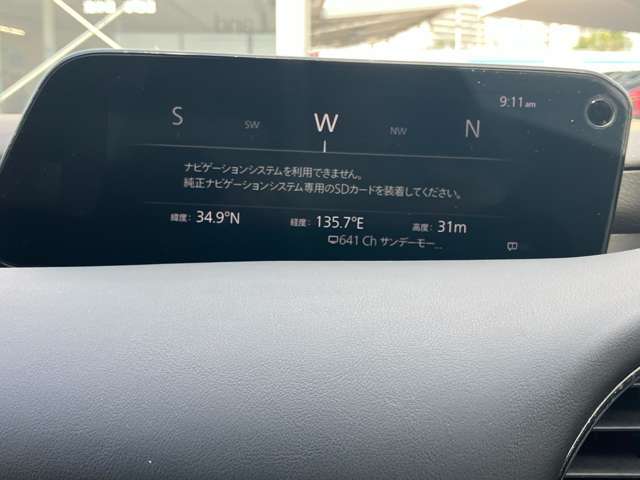 9:11am
S SW W NW N
ナビゲーションシステムを利用できません。
純正ナビゲーションシステム専用のSDカードを装着してください。
緯度: 34.9°N 経度: 135.7°E 高度: 31m
641 Ch サンデーモー...